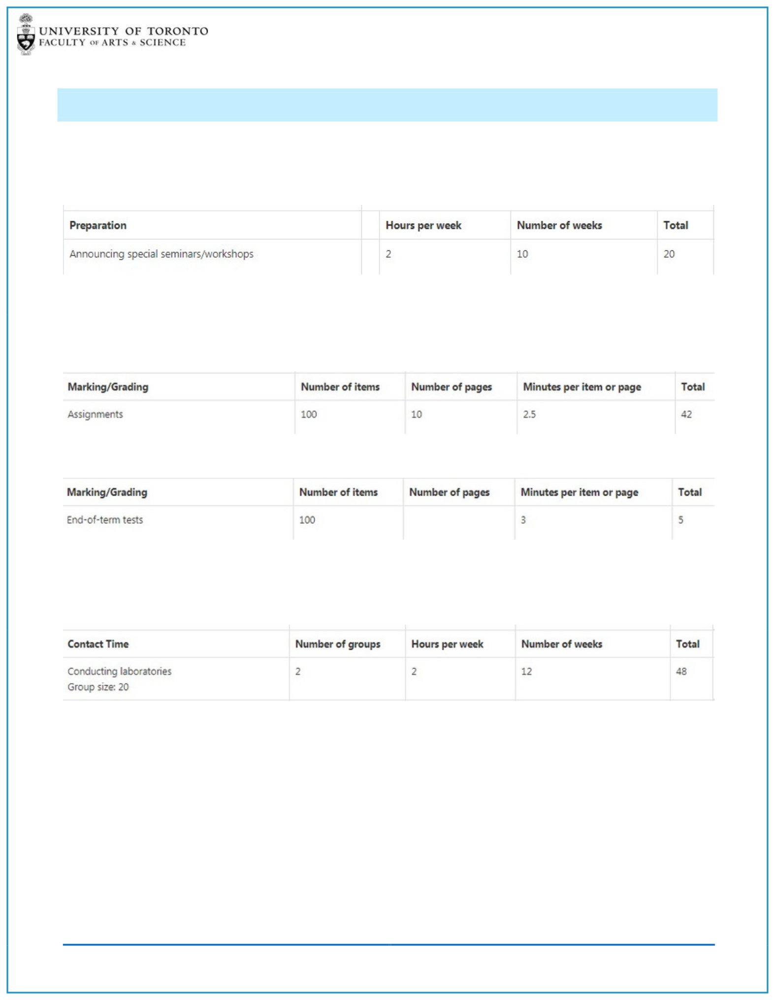 UNIVERSITY OF TORONTO
FACULTY OF ARTS & SCIENCE
Preparation Hours per week Number of weeks Total
Announcing special seminars/workshops 2 10 20
Marking/Grading Number of items Number of pages Minutes per item or page Total
Assignments 100 10 2.5 42
Marking/Grading Number of items Number of pages Minutes per item or page Total
End-of-term tests 100 3 5
Contact Time Number of groups Hours per week Number of weeks Total
Conducting laboratories 2 2 12 48
Group size: 20